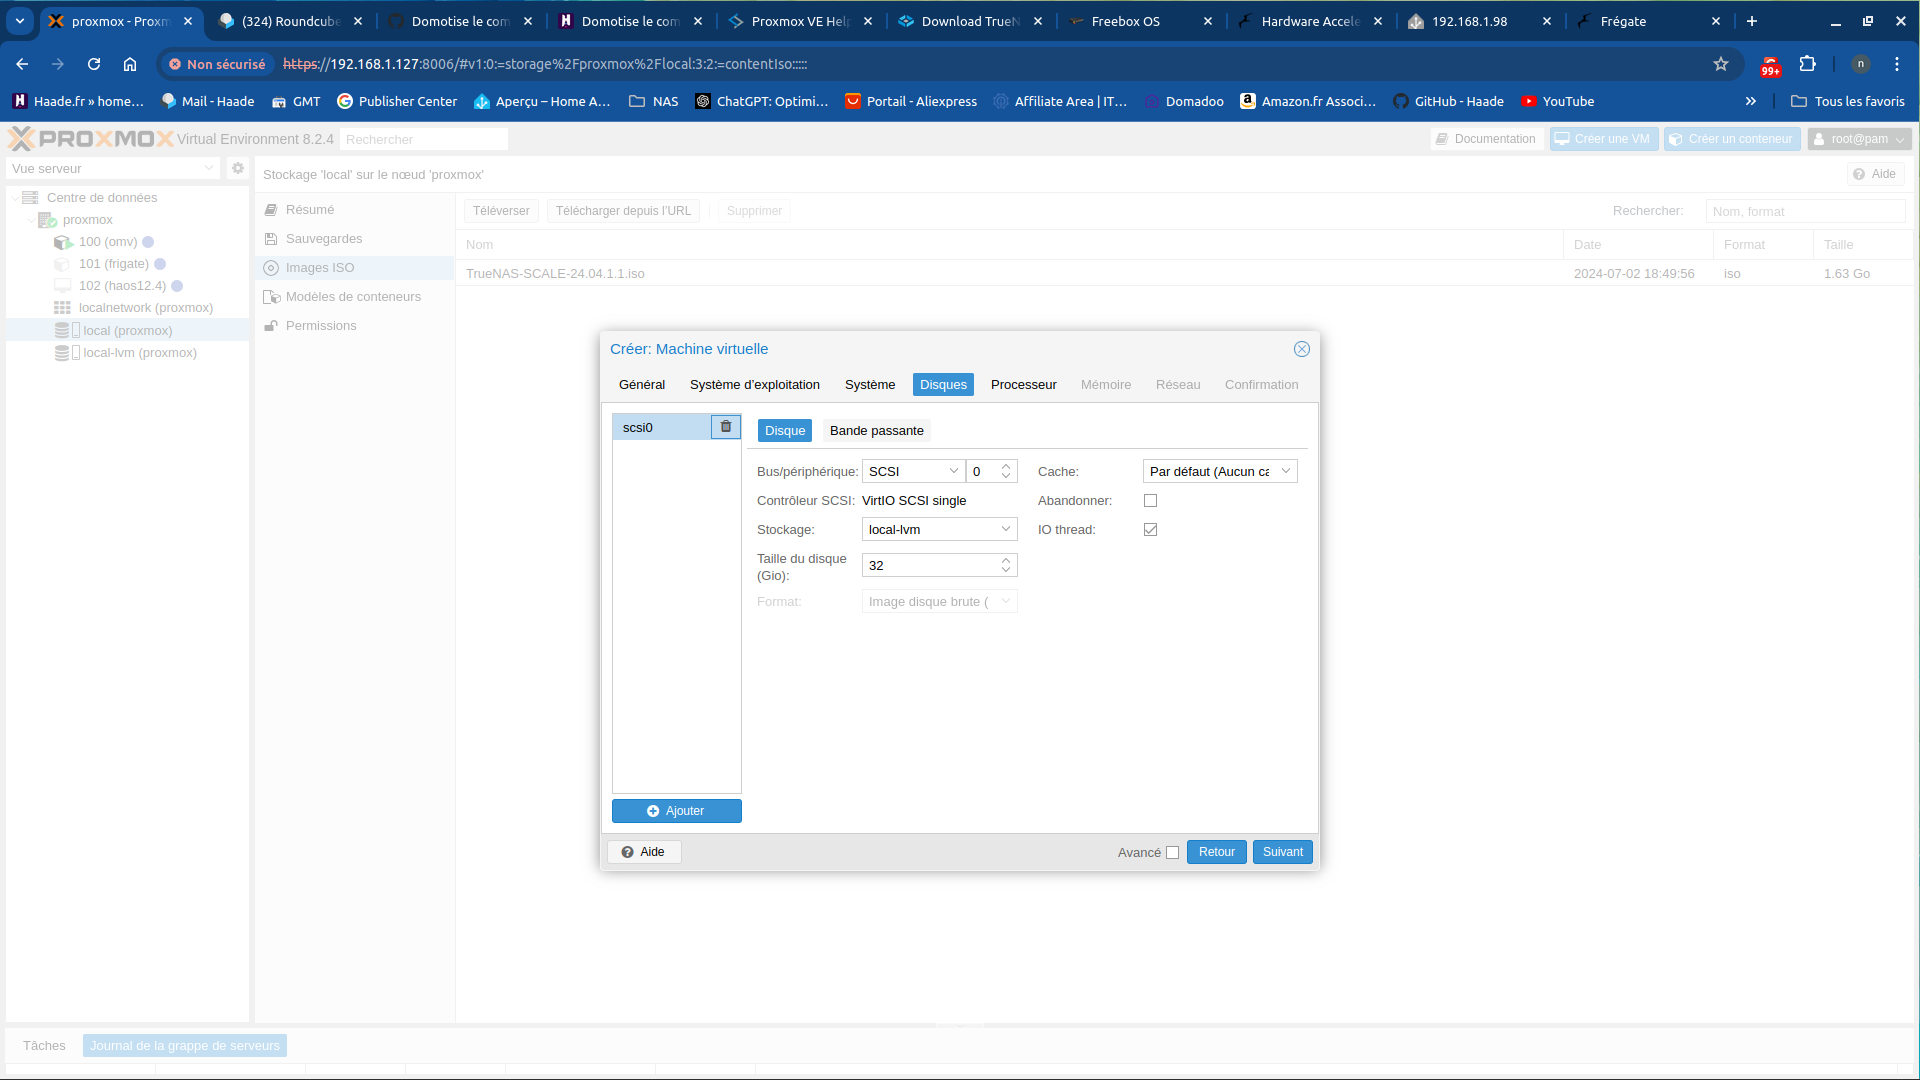 proxmox - Proxm
(324) Roundcube
Domotise le com
Domotise le com
Proxmox VE Help
Download TrueN
Freebox OS
Hardware Accele
192.168.1.98
Frégate
Non sécurisé
https://192.168.1.127:8006/#v1:0:=storage%2Fproxmox%2Flocal:3:2:=contentIso:::::
99+
n
Haade.fr » home…
Mail - Haade
GMT
Publisher Center
Aperçu – Home A…
NAS
ChatGPT: Optimi…
Portail - Aliexpress
Affiliate Area | IT…
Domadoo
Amazon.fr Associ…
GitHub - Haade
YouTube
Tous les favoris
PROXMOX Virtual Environment 8.2.4
Rechercher
Documentation
Créer une VM
Créer un conteneur
root@pam
Vue serveur
Stockage 'local' sur le nœud 'proxmox'
Aide
Centre de données
proxmox
100 (omv)
101 (frigate)
102 (haos12.4)
localnetwork (proxmox)
local (proxmox)
local-lvm (proxmox)
Résumé
Sauvegardes
Images ISO
Modèles de conteneurs
Permissions
Téléverser
Télécharger depuis l'URL
Supprimer
Rechercher:
Nom, format
Nom
Date
Format
Taille
TrueNAS-SCALE-24.04.1.1.iso
2024-07-02 18:49:56
iso
1.63 Go
Créer: Machine virtuelle
Général
Système d'exploitation
Système
Disques
Processeur
Mémoire
Réseau
Confirmation
scsi0
Disque
Bande passante
Bus/périphérique:
SCSI
0
Cache:
Par défaut (Aucun ca
Contrôleur SCSI:
VirtIO SCSI single
Abandonner:
Stockage:
local-lvm
IO thread:
Taille du disque
(Gio):
32
Format:
Image disque brute (
Ajouter
Aide
Avancé
Retour
Suivant
Tâches
Journal de la grappe de serveurs